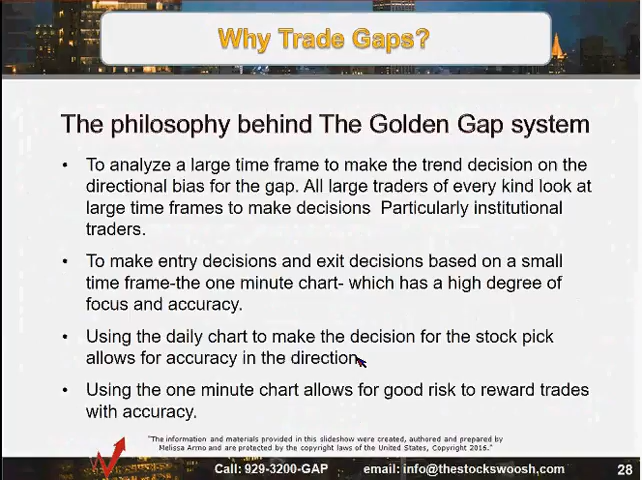 Why Trade Gaps?
The philosophy behind The Golden Gap system
• To analyze a large time frame to make the trend decision on the
directional bias for the gap. All large traders of every kind look at
large time frames to make decisions  Particularly institutional
traders.
• To make entry decisions and exit decisions based on a small
time frame-the one minute chart- which has a high degree of
focus and accuracy.
• Using the daily chart to make the decision for the stock pick
allows for accuracy in the direction
• Using the one minute chart allows for good risk to reward trades
with accuracy.
"The information and materials provided in this slideshow were created, authored and prepared by
Melissa Armo and are protected by the copyright laws of the United States, Copyright 2016."
Call: 929-3200-GAP email: info@thestockswoosh.com 28